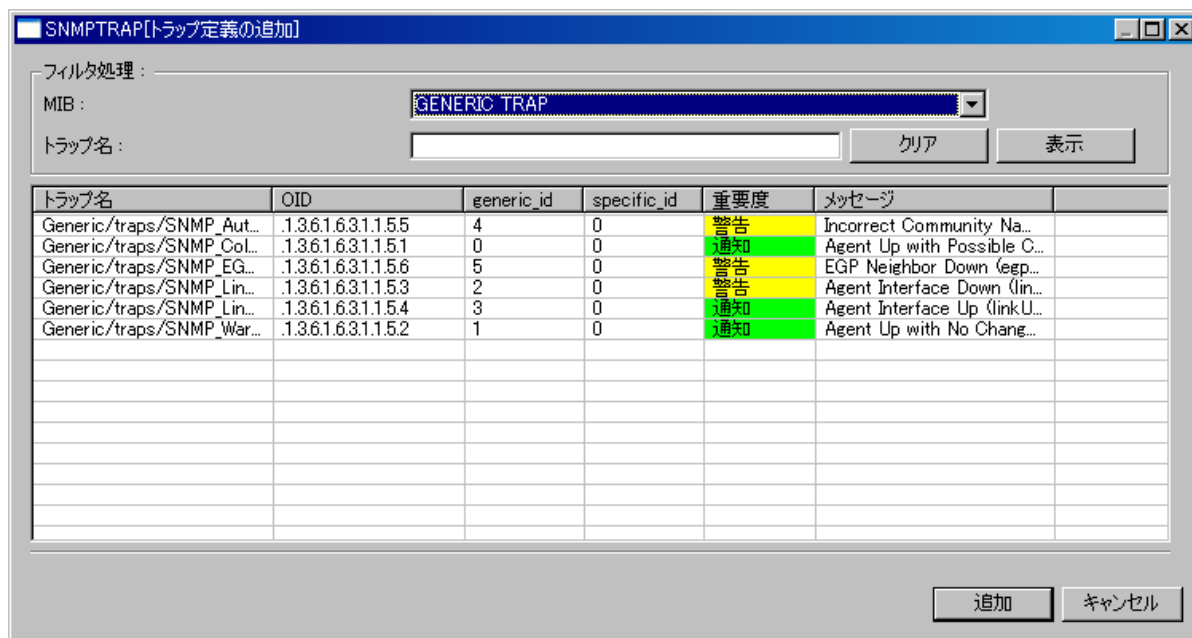 SNMPTRAP[トラップ定義の追加]
フィルタ処理：
MIB：
GENERIC TRAP
トラップ名：
クリア
表示
トラップ名 OID generic_id specific_id 重要度 メッセージ
Generic/traps/SNMP_Aut... .1.3.6.1.6.3.1.1.5.5 4 0 警告 Incorrect Community Na...
Generic/traps/SNMP_Col... .1.3.6.1.6.3.1.1.5.1 0 0 通知 Agent Up with Possible C...
Generic/traps/SNMP_EG... .1.3.6.1.6.3.1.1.5.6 5 0 警告 EGP Neighbor Down (egp...
Generic/traps/SNMP_Lin... .1.3.6.1.6.3.1.1.5.3 2 0 警告 Agent Interface Down (lin...
Generic/traps/SNMP_Lin... .1.3.6.1.6.3.1.1.5.4 3 0 通知 Agent Interface Up (linkU...
Generic/traps/SNMP_War... .1.3.6.1.6.3.1.1.5.2 1 0 通知 Agent Up with No Chang...
追加
キャンセル